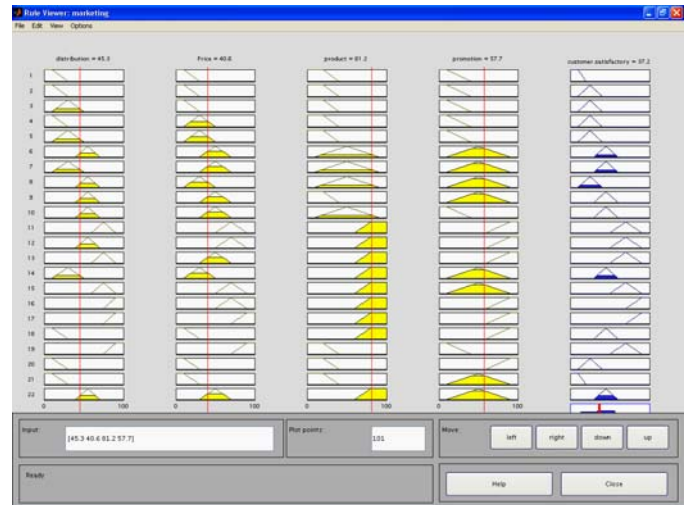 Rule Viewer: marketing
File Edit View Options
distribution = 45.3
Price = 40.6
product = 81.2
promotion = 57.7
customer satisfactory = 37.2
1
2
3
4
5
6
7
8
9
10
11
12
13
14
15
16
17
18
19
20
21
22
0 100 0 100 0 100 0 100
Input:
[45.3 40.6 81.2 57.7]
Plot points:
101
Move:
left right down up
Ready
Help Close